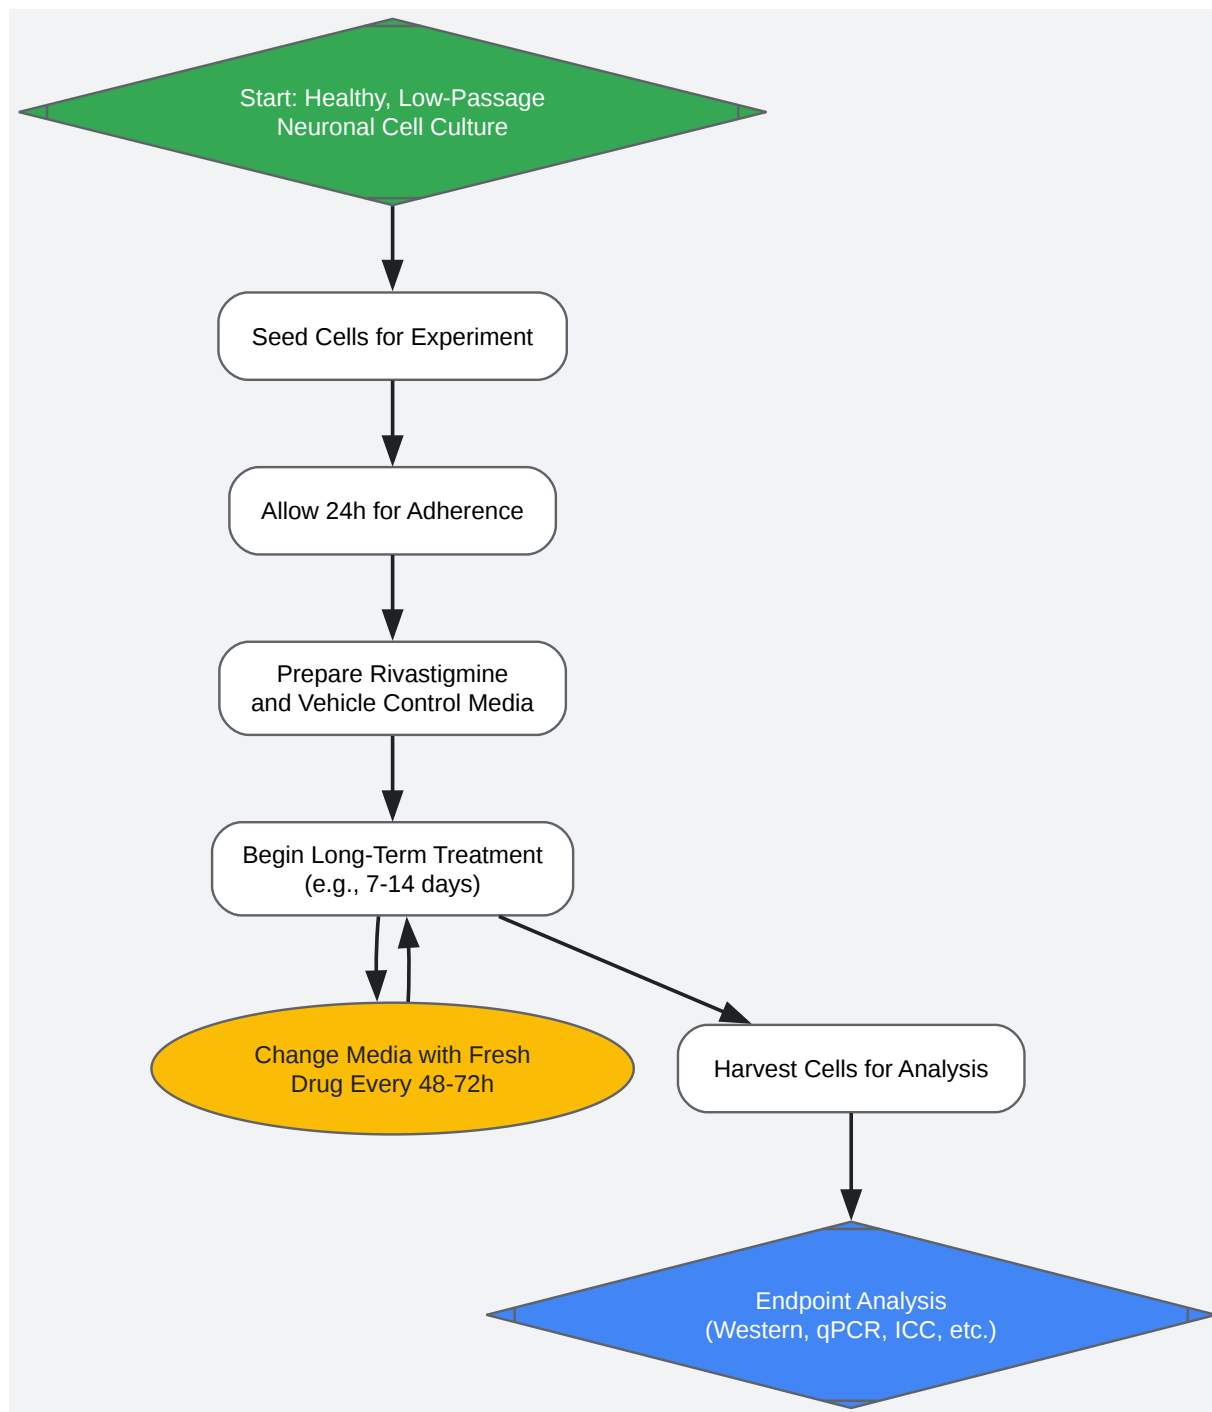 Start: Healthy, Low-Passage
Neuronal Cell Culture
Seed Cells for Experiment
Allow 24h for Adherence
Prepare Rivastigmine
and Vehicle Control Media
Begin Long-Term Treatment
(e.g., 7-14 days)
Change Media with Fresh
Drug Every 48-72h
Harvest Cells for Analysis
Endpoint Analysis
(Western, qPCR, ICC, etc.)